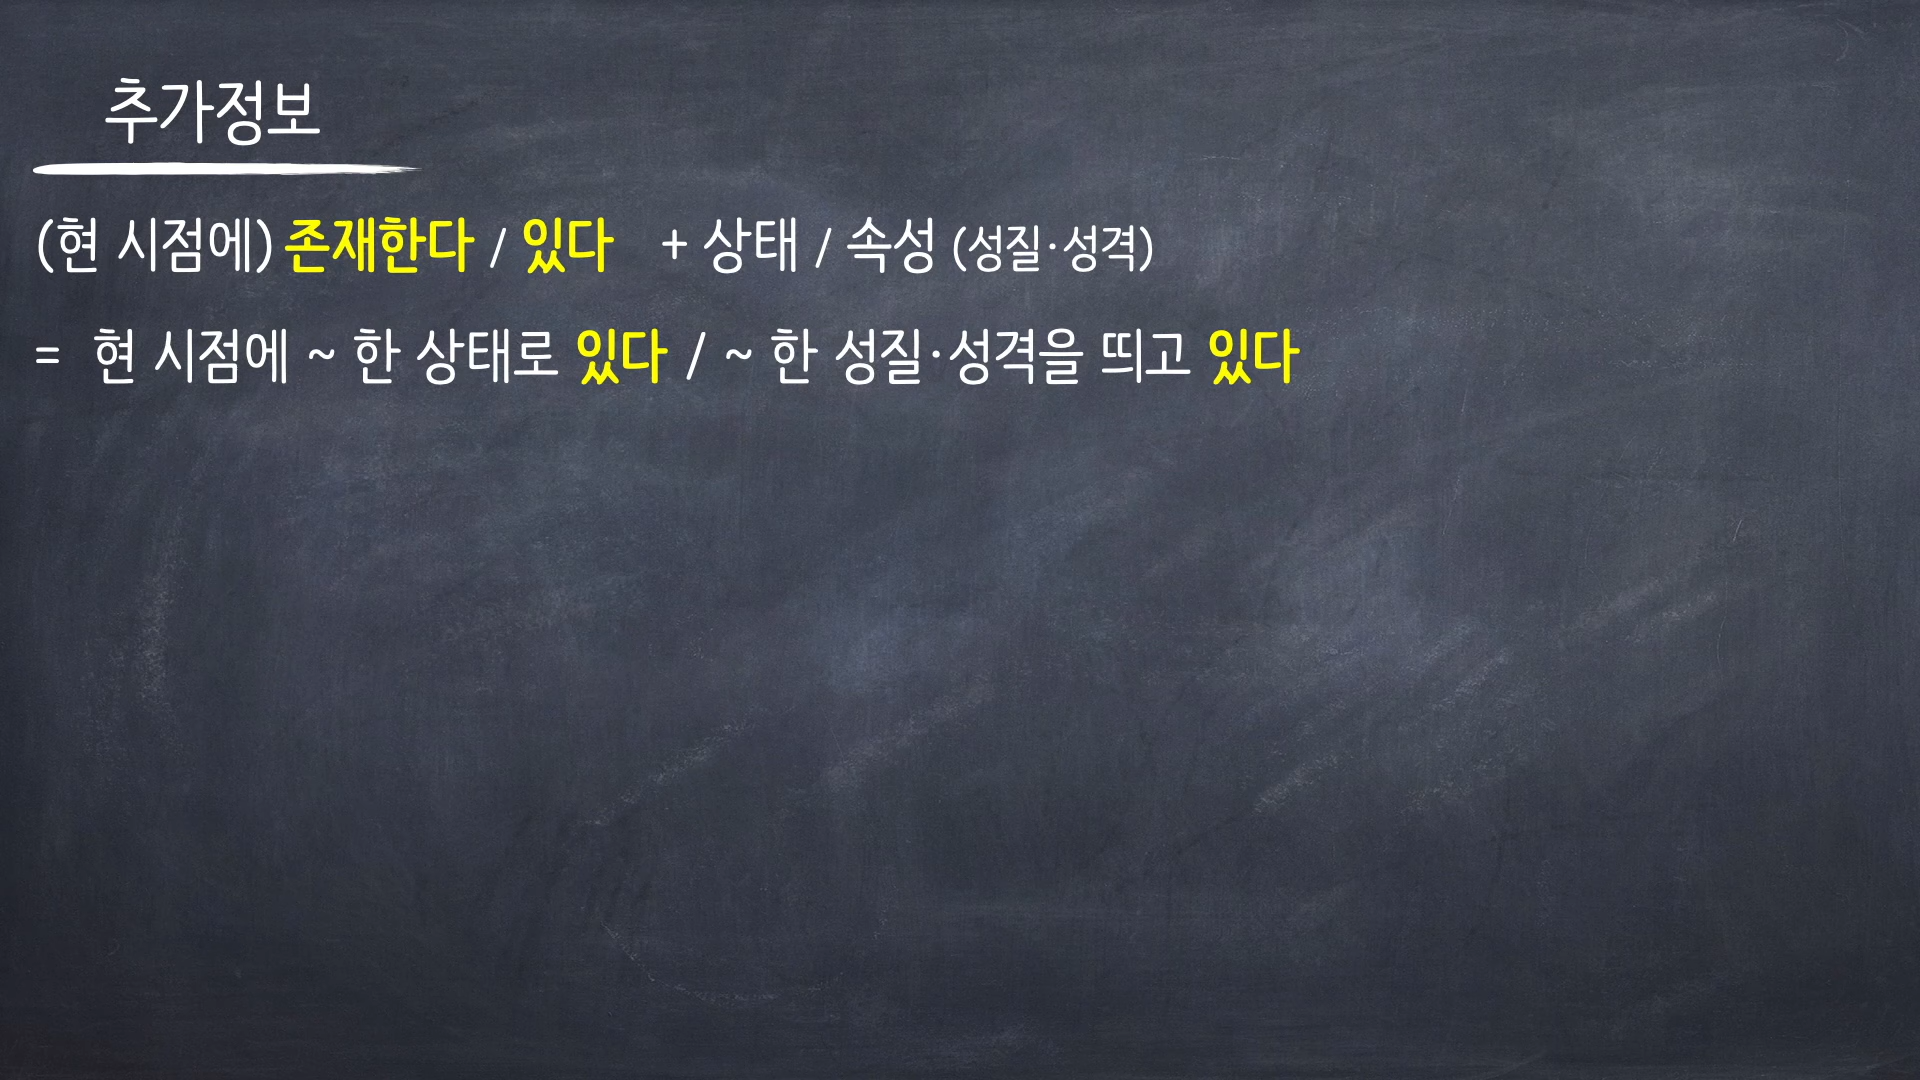 추가정보
(현 시점에) 존재한다 / 있다 + 상태 / 속성 (성질·성격)
= 현 시점에 ~ 한 상태로 있다 / ~ 한 성질·성격을 띄고 있다